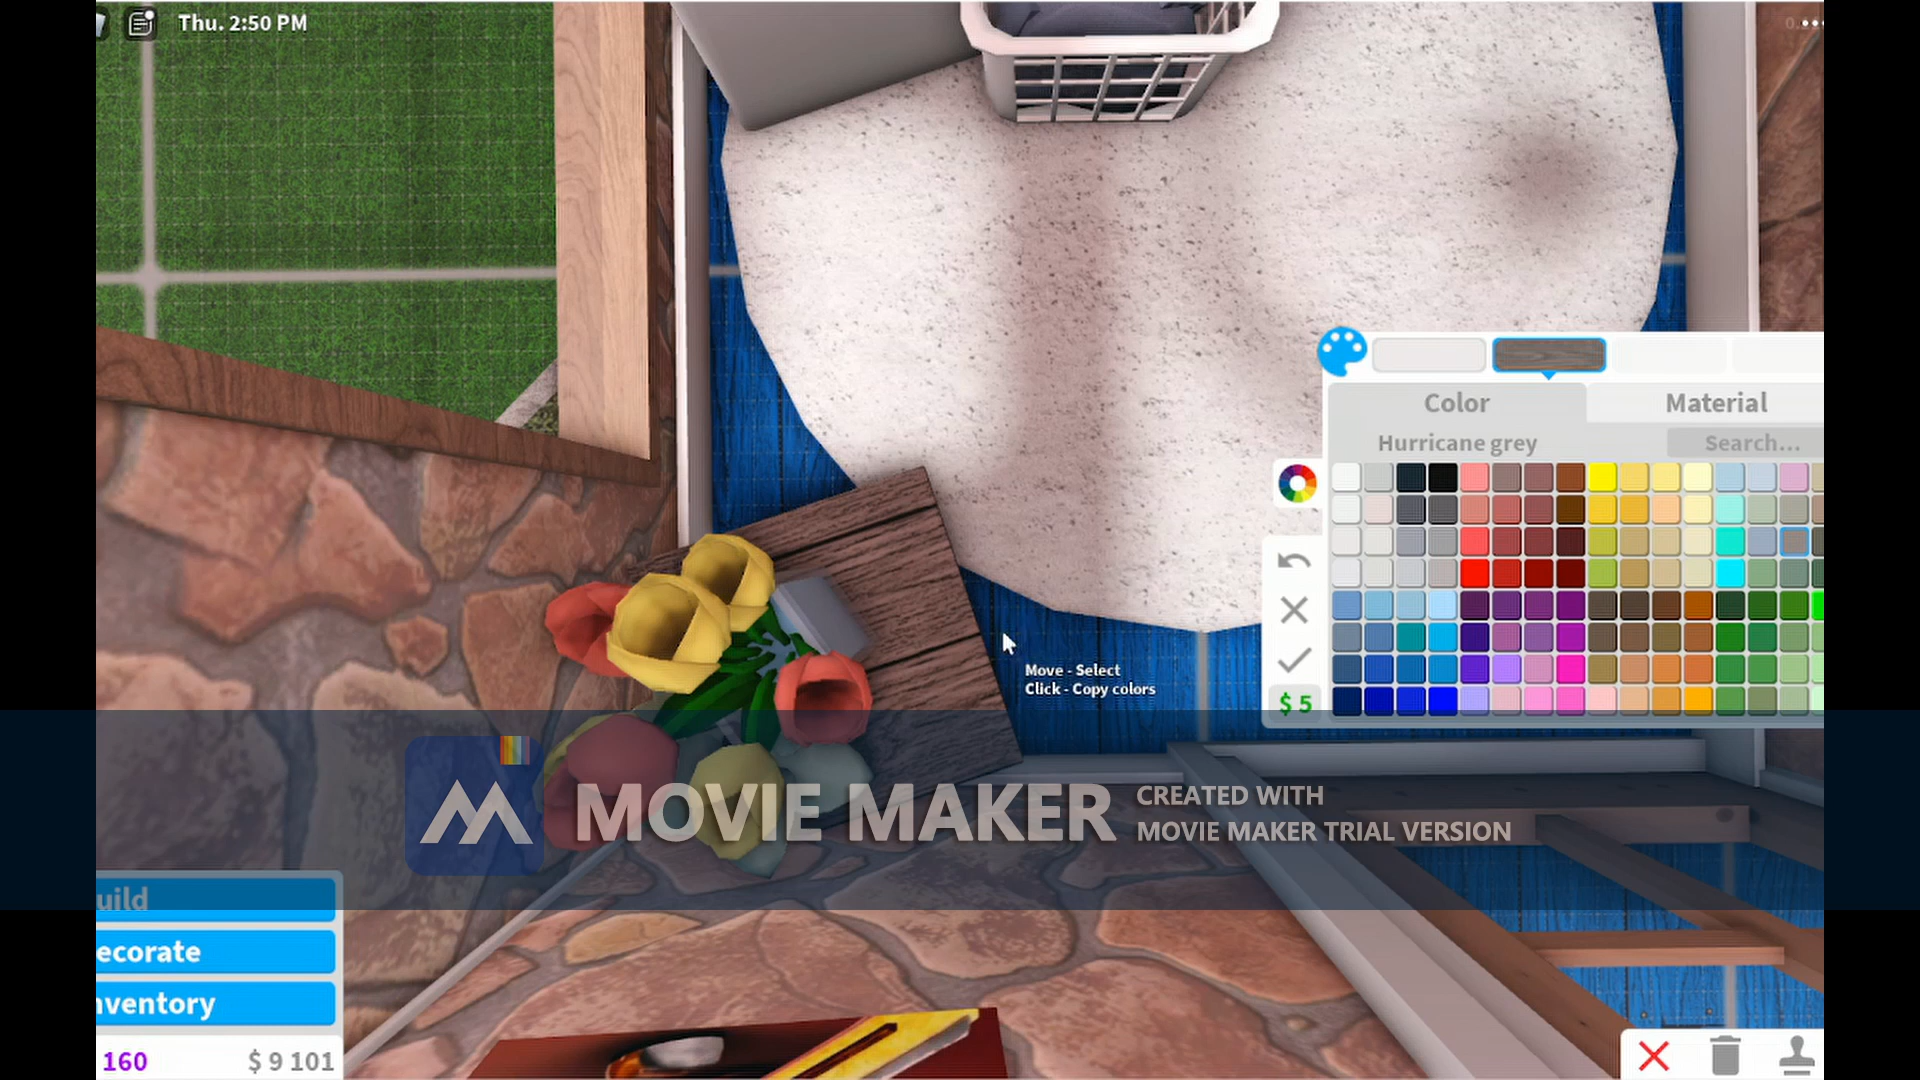 Thu. 2:50 PM
Color
Material
Hurricane grey
Search...
Move - Select
Click - Copy colors
$ 5
MOVIE MAKER
CREATED WITH
MOVIE MAKER TRIAL VERSION
uild
ecorate
nventory
160
$ 9 101